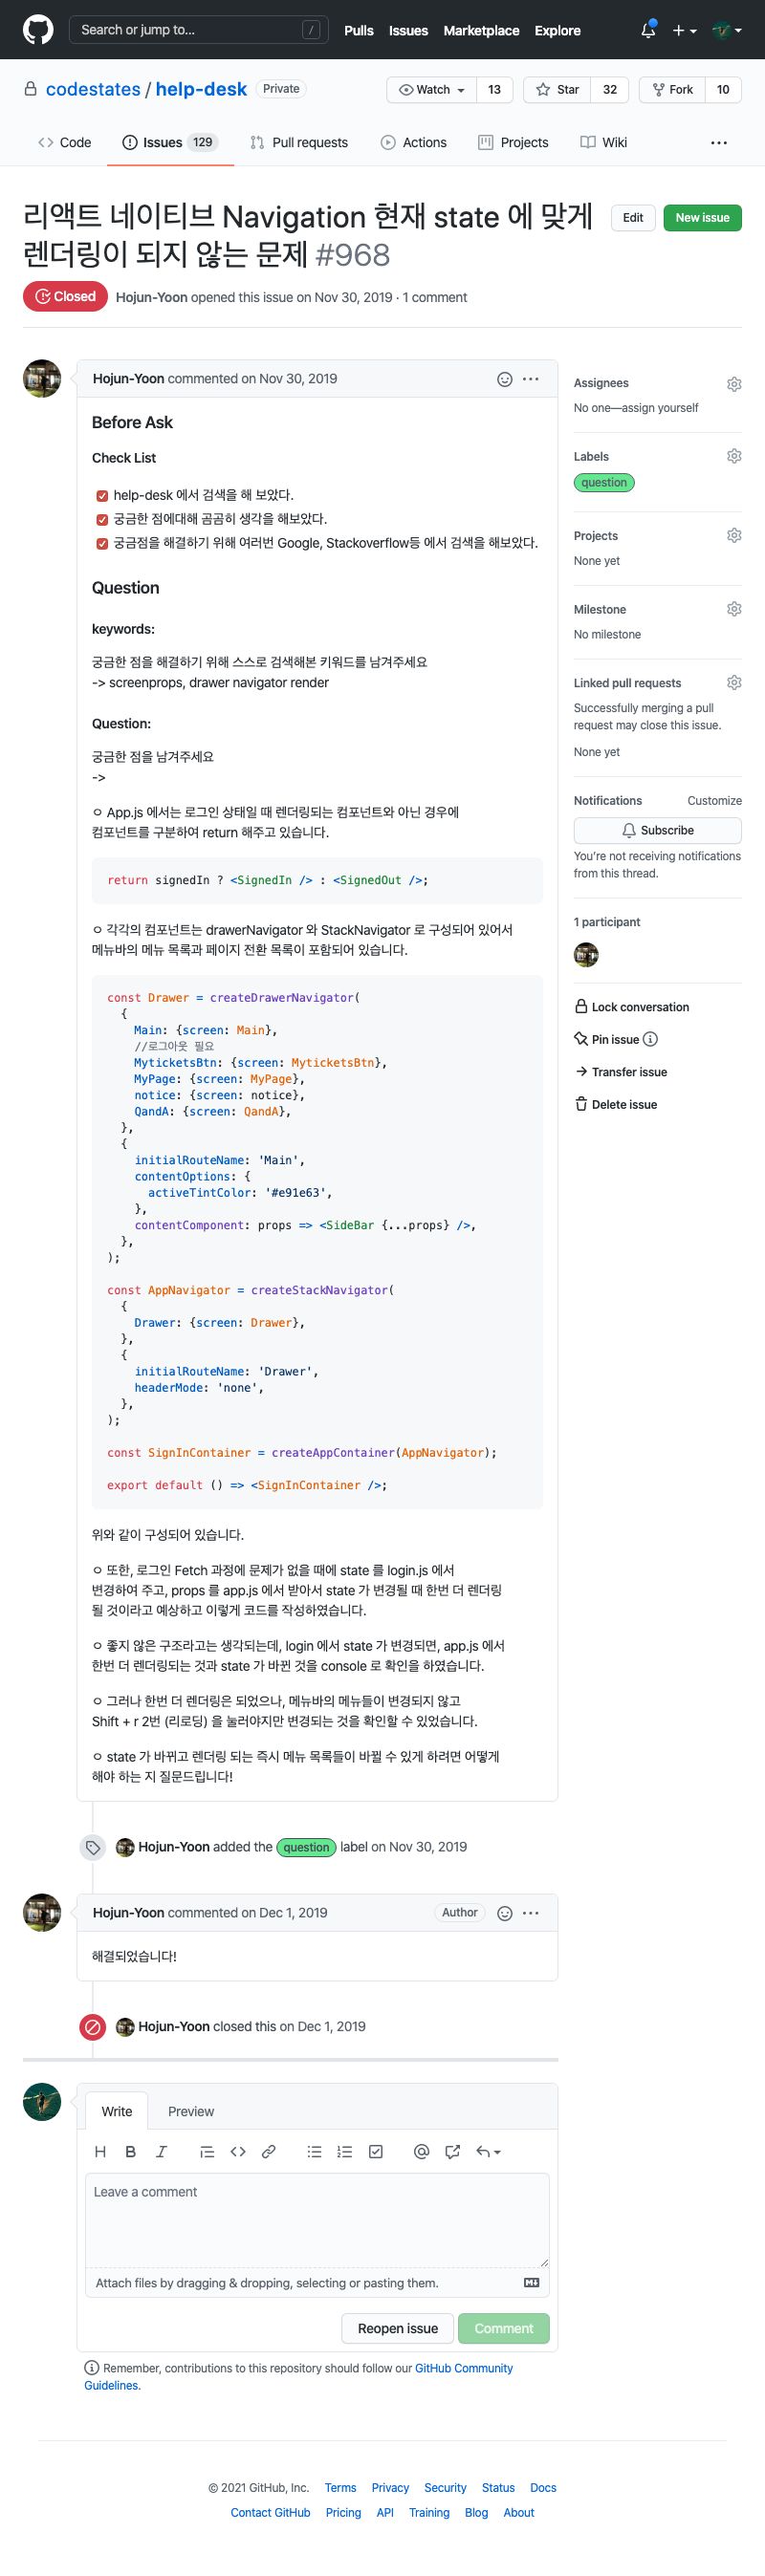 Search or jump to...
/
Pulls
Issues
Marketplace
Explore
codestates / help-desk
Private
Watch
13
Star
32
Fork
10
Code
Issues 129
Pull requests
Actions
Projects
Wiki
리액트 네이티브 Navigation 현재 state 에 맞게
렌더링이 되지 않는 문제 #968
Edit
New issue
Closed
Hojun-Yoon opened this issue on Nov 30, 2019 · 1 comment
Hojun-Yoon commented on Nov 30, 2019
Before Ask
Check List
help-desk 에서 검색을 해 보았다.
궁금한 점에대해 곰곰히 생각을 해보았다.
궁금점을 해결하기 위해 여러번 Google, Stackoverflow등 에서 검색을 해보았다.
Question
keywords:
궁금한 점을 해결하기 위해 스스로 검색해본 키워드를 남겨주세요
-> screenprops, drawer navigator render
Question:
궁금한 점을 남겨주세요
->
ㅇ App.js 에서는 로그인 상태일 때 렌더링되는 컴포넌트와 아닌 경우에
컴포넌트를 구분하여 return 해주고 있습니다.
return signedIn ? <SignedIn /> : <SignedOut />;
ㅇ 각각의 컴포넌트는 drawerNavigator 와 StackNavigator 로 구성되어 있어서
메뉴바의 메뉴 목록과 페이지 전환 목록이 포함되어 있습니다.
const Drawer = createDrawerNavigator(
{
Main: {screen: Main},
//로그아웃 필요
MyticketsBtn: {screen: MyticketsBtn},
MyPage: {screen: MyPage},
notice: {screen: notice},
QandA: {screen: QandA},
},
{
initialRouteName: 'Main',
contentOptions: {
activeTintColor: '#e91e63',
},
contentComponent: props => <SideBar {...props} />,
},
);
const AppNavigator = createStackNavigator(
{
Drawer: {screen: Drawer},
},
{
initialRouteName: 'Drawer',
headerMode: 'none',
},
);
const SignInContainer = createAppContainer(AppNavigator);
export default () => <SignInContainer />;
위와 같이 구성되어 있습니다.
ㅇ 또한, 로그인 Fetch 과정에 문제가 없을 때에 state 를 login.js 에서
변경하여 주고, props 를 app.js 에서 받아서 state 가 변경될 때 한번 더 렌더링
될 것이라고 예상하고 이렇게 코드를 작성하였습니다.
ㅇ 좋지 않은 구조라고는 생각되는데, login 에서 state 가 변경되면, app.js 에서
한번 더 렌더링되는 것과 state 가 바뀐 것을 console 로 확인을 하였습니다.
ㅇ 그러나 한번 더 렌더링은 되었으나, 메뉴바의 메뉴들이 변경되지 않고
Shift + r 2번 (리로딩) 을 눌러야지만 변경되는 것을 확인할 수 있었습니다.
ㅇ state 가 바뀌고 렌더링 되는 즉시 메뉴 목록들이 바뀔 수 있게 하려면 어떻게
해야 하는 지 질문드립니다!
Hojun-Yoon added the question label on Nov 30, 2019
Hojun-Yoon commented on Dec 1, 2019
Author
해결되었습니다!
Hojun-Yoon closed this on Dec 1, 2019
Write
Preview
Leave a comment
Attach files by dragging & dropping, selecting or pasting them.
Reopen issue
Comment
Remember, contributions to this repository should follow our GitHub Community
Guidelines.
Assignees
No one—assign yourself
Labels
question
Projects
None yet
Milestone
No milestone
Linked pull requests
Successfully merging a pull
request may close this issue.
None yet
Notifications
Customize
Subscribe
You're not receiving notifications
from this thread.
1 participant
Lock conversation
Pin issue
Transfer issue
Delete issue
© 2021 GitHub, Inc.
Terms
Privacy
Security
Status
Docs
Contact GitHub
Pricing
API
Training
Blog
About